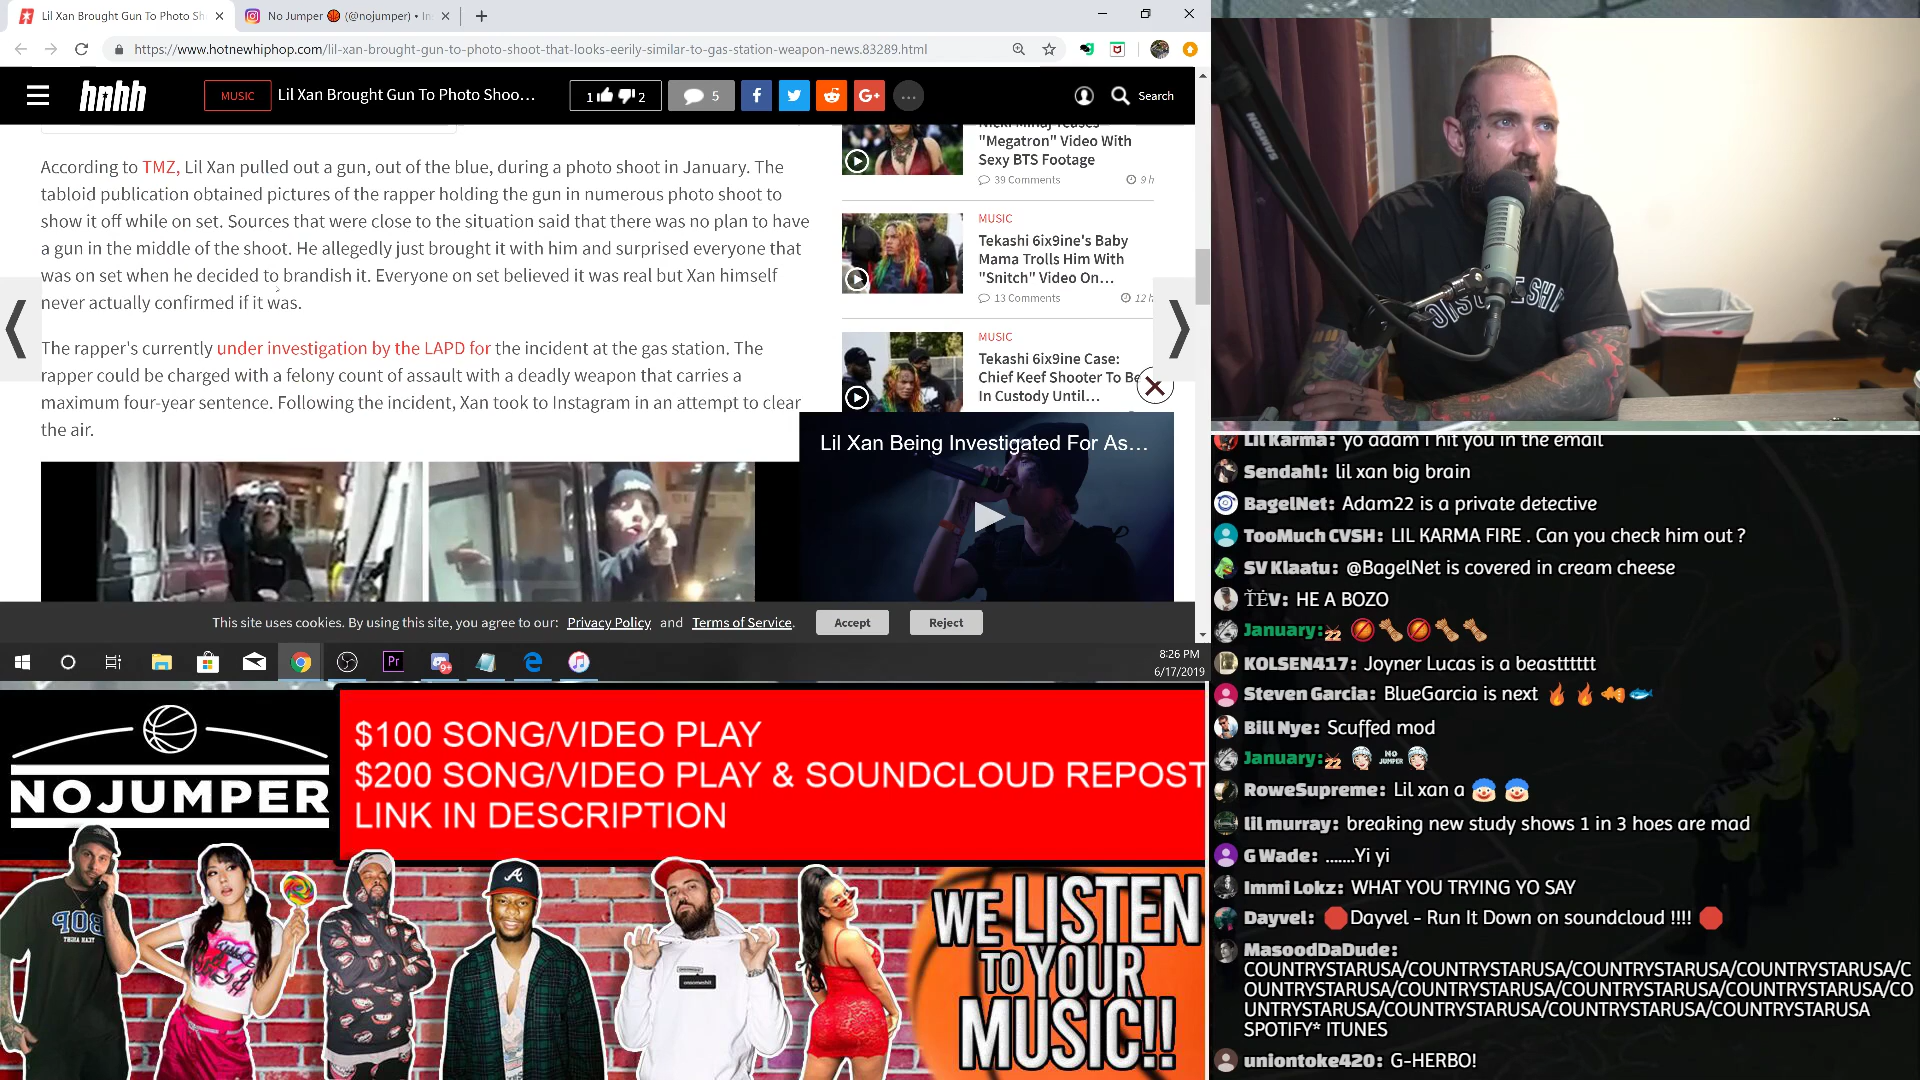 Lil Xan Brought Gun To Photo Sh
No Jumper 🏀 (@nojumper) • In
https://www.hotnewhiphop.com/lil-xan-brought-gun-to-photo-shoot-that-looks-eerily-similar-to-gas-station-weapon-news.83289.html
hnhh
MUSIC
Lil Xan Brought Gun To Photo Shoo...
1 2
5
G+
Search
According to TMZ, Lil Xan pulled out a gun, out of the blue, during a photo shoot in January. The
tabloid publication obtained pictures of the rapper holding the gun in numerous photo shoot to
show it off while on set. Sources that were close to the situation said that there was no plan to have
a gun in the middle of the shoot. He allegedly just brought it with him and surprised everyone that
was on set when he decided to brandish it. Everyone on set believed it was real but Xan himself
never actually confirmed if it was.
The rapper's currently under investigation by the LAPD for the incident at the gas station. The
rapper could be charged with a felony count of assault with a deadly weapon that carries a
maximum four-year sentence. Following the incident, Xan took to Instagram in an attempt to clear
the air.
Nicki Minaj Teases
"Megatron" Video With
Sexy BTS Footage
39 Comments 9 h
MUSIC
Tekashi 6ix9ine's Baby
Mama Trolls Him With
"Snitch" Video On...
13 Comments 12 h
MUSIC
Tekashi 6ix9ine Case:
Chief Keef Shooter To Be
In Custody Until...
Lil Xan Being Investigated For As...
This site uses cookies. By using this site, you agree to our: Privacy Policy and Terms of Service.
Accept
Reject
Pr
9+
8:26 PM
6/17/2019
NOJUMPER
$100 SONG/VIDEO PLAY
$200 SONG/VIDEO PLAY & SOUNDCLOUD REPOST
LINK IN DESCRIPTION
WE LISTEN
TO YOUR
MUSIC!!
Lil Karma: yo adam i hit you in the email
Sendahl: lil xan big brain
BagelNet: Adam22 is a private detective
TooMuch CVSH: LIL KARMA FIRE . Can you check him out ?
SV Klaatu: @BagelNet is covered in cream cheese
ŤĖV: HE A BOZO
January:
KOLSEN417: Joyner Lucas is a beastttttt
Steven Garcia: BlueGarcia is next 🔥 🔥 🐠🐟
Bill Nye: Scuffed mod
January: NO JUMPER
RoweSupreme: Lil xan a 🤡 🤡
lil murray: breaking new study shows 1 in 3 hoes are mad
G Wade: .......Yi yi
Immi Lokz: WHAT YOU TRYING YO SAY
Dayvel: 🛑Dayvel - Run It Down on soundcloud !!!! 🛑
MasoodDaDude:
COUNTRYSTARUSA/COUNTRYSTARUSA/COUNTRYSTARUSA/COUNTRYSTARUSA/C
OUNTRYSTARUSA/COUNTRYSTARUSA/COUNTRYSTARUSA/COUNTRYSTARUSA/CO
UNTRYSTARUSA/COUNTRYSTARUSA/COUNTRYSTARUSA/COUNTRYSTARUSA
SPOTIFY* ITUNES
uniontoke420: G-HERBO!